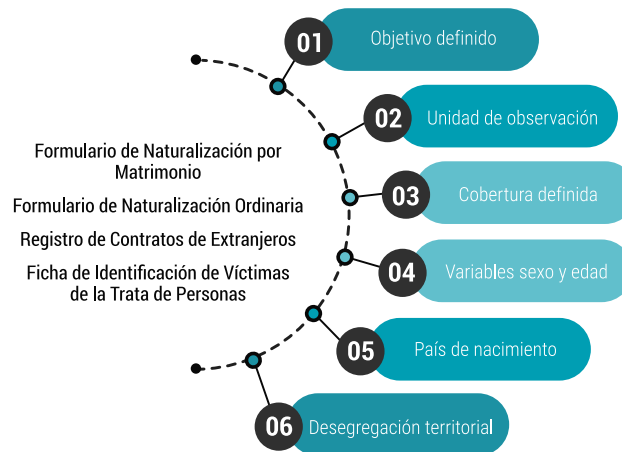 Formulario de Naturalización por
Matrimonio
Formulario de Naturalización Ordinaria
Registro de Contratos de Extranjeros
Ficha de Identificación de Víctimas
de la Trata de Personas
01 Objetivo definido
02 Unidad de observación
03 Cobertura definida
04 Variables sexo y edad
05 País de nacimiento
06 Desegregación territorial